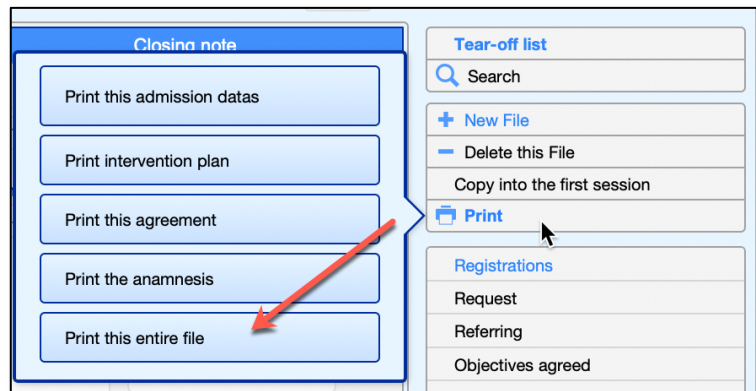 Closing note
Print this admission datas
Print intervention plan
Print this agreement
Print the anamnesis
Print this entire file
Tear-off list
Search
New File
Delete this File
Copy into the first session
Print
Registrations
Request
Referring
Objectives agreed